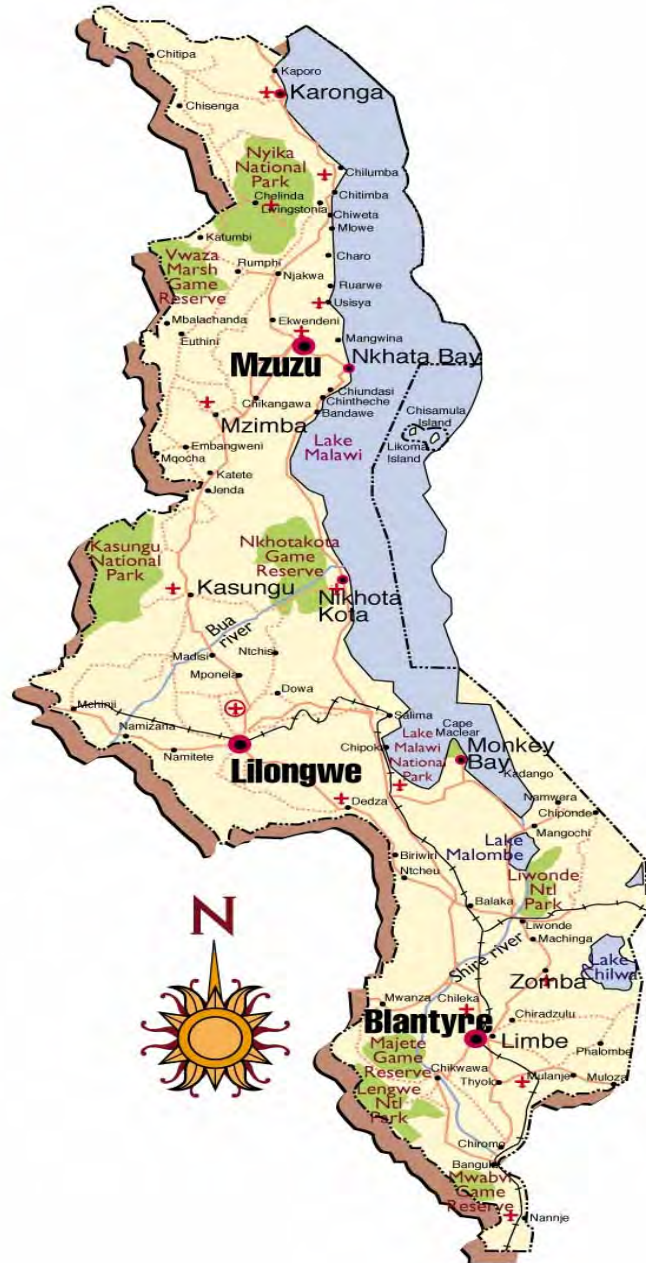 Chitipa
Kaporo
Karonga
Chisenga
Nyika
National
Park
Chilumba
Chelinda
Livingstonia
Chitimba
Chiweta
Mlowe
Katumbi
Vwaza
Marsh
Game
Reserve
Rumphi
Njakwa
Charo
Ruarwe
Usisya
Mbalachanda
Ekwendeni
Euthini
Mangwina
Mzuzu
Nkhata Bay
Chiundasi
Chikangawa
Chintheche
Bandawe
Mzimba
Chisamula
Island
Lake
Malawi
Likoma
Island
Embangweni
Mqocha
Katete
Jenda
Kasungu
National
Park
Nkhotakota
Game
Reserve
Kasungu
Nikhota
Kota
Bua
river
Madisi
Ntchis
Mponela
Dowa
Mchinji
Namizana
Salima
Cape
Maclear
Lake
Malawi
National
Park
Monkey
Bay
Chipok
Namitete
Lilongwe
Kadango
Dedza
Namwera
Chiponde
Mangochi
Lake
Malombe
Biriwiri
Ntcheu
Liwonde
Ntl
Park
N
Balaka
Liwonde
Machinga
Shire river
Lake
Chilwa
Zomba
Mwanza
Chileka
Blantyre
Chiradzulu
Limbe
Majete
Game
Reserve
Phalombe
Chikwawa
Thyolo
Mulanje
Muloza
Lengwe
Ntl
Park
Chiromo
Bangula
Mwabvi
Game
Reserve
Nannje